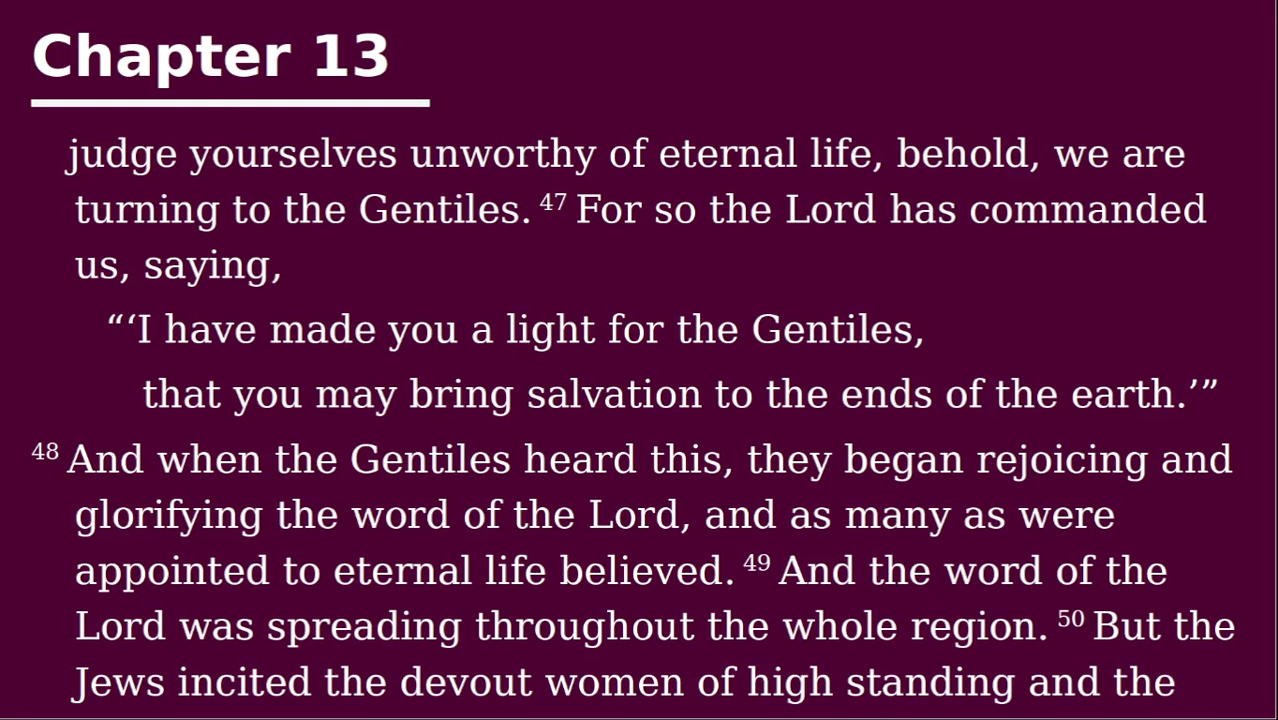 Chapter 13
judge yourselves unworthy of eternal life, behold, we are
turning to the Gentiles. 47 For so the Lord has commanded
us, saying,
“‘I have made you a light for the Gentiles,
that you may bring salvation to the ends of the earth.’”
48 And when the Gentiles heard this, they began rejoicing and
glorifying the word of the Lord, and as many as were
appointed to eternal life believed. 49 And the word of the
Lord was spreading throughout the whole region. 50 But the
Jews incited the devout women of high standing and the